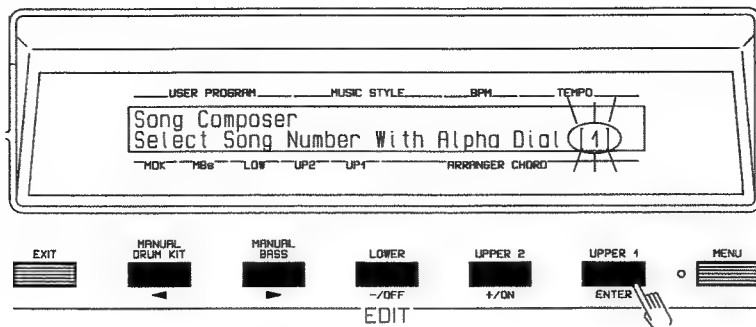 USER PROGRAM MUSIC STYLE BPM TEMPO
Song Composer
Select Song Number With Alpha Dial [1]
MDK MBs LOW UP2 UP1 ARRANGER CHORD
EXIT MANUAL DRUM KIT MANUAL BASS LOWER UPPER 2 UPPER 1 MENU
◄ ► -/OFF +/ON ENTER
EDIT